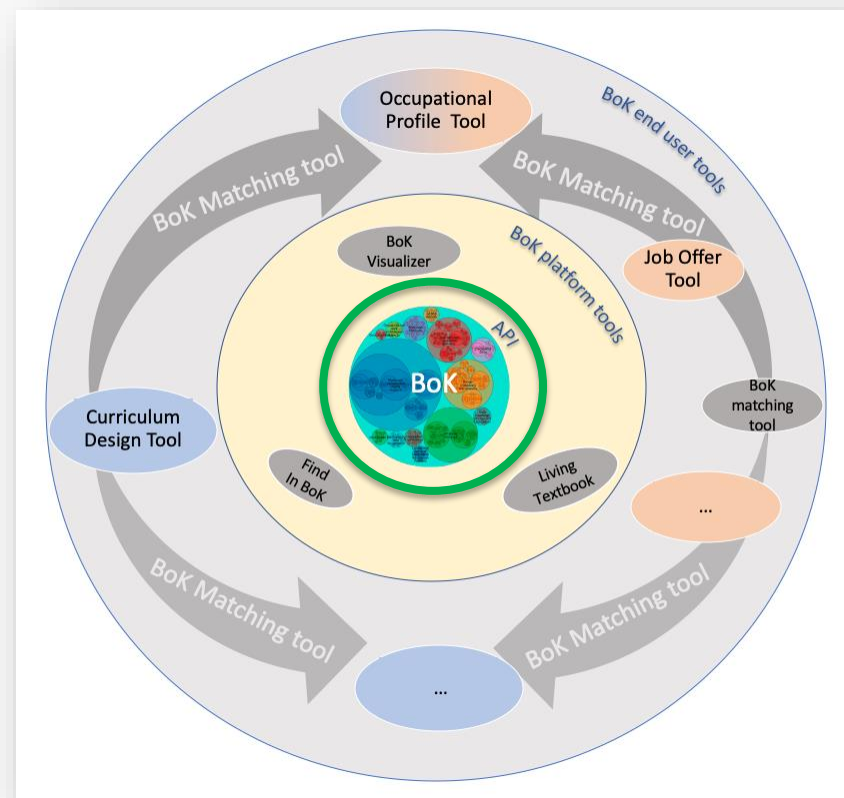 Occupational
Profile Tool
BoK end user tools
BoK Matching tool
BoK Matching tool
BoK platform tools
BoK
Visualizer
Job Offer
Tool
API
BoK
BoK
matching
tool
Curriculum
Design Tool
Find
In BoK
Living
Textbook
...
BoK Matching tool
BoK Matching tool
...